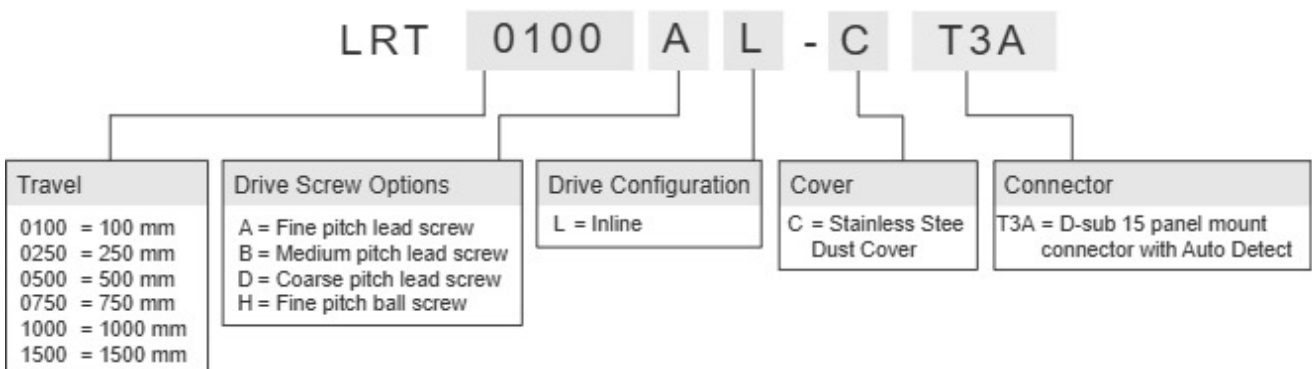 LRT 0100 A L - C T3A
Travel
0100 = 100 mm
0250 = 250 mm
0500 = 500 mm
0750 = 750 mm
1000 = 1000 mm
1500 = 1500 mm
Drive Screw Options
A = Fine pitch lead screw
B = Medium pitch lead screw
D = Coarse pitch lead screw
H = Fine pitch ball screw
Drive Configuration
L = Inline
Cover
C = Stainless Stee
Dust Cover
Connector
T3A = D-sub 15 panel mount
connector with Auto Detect